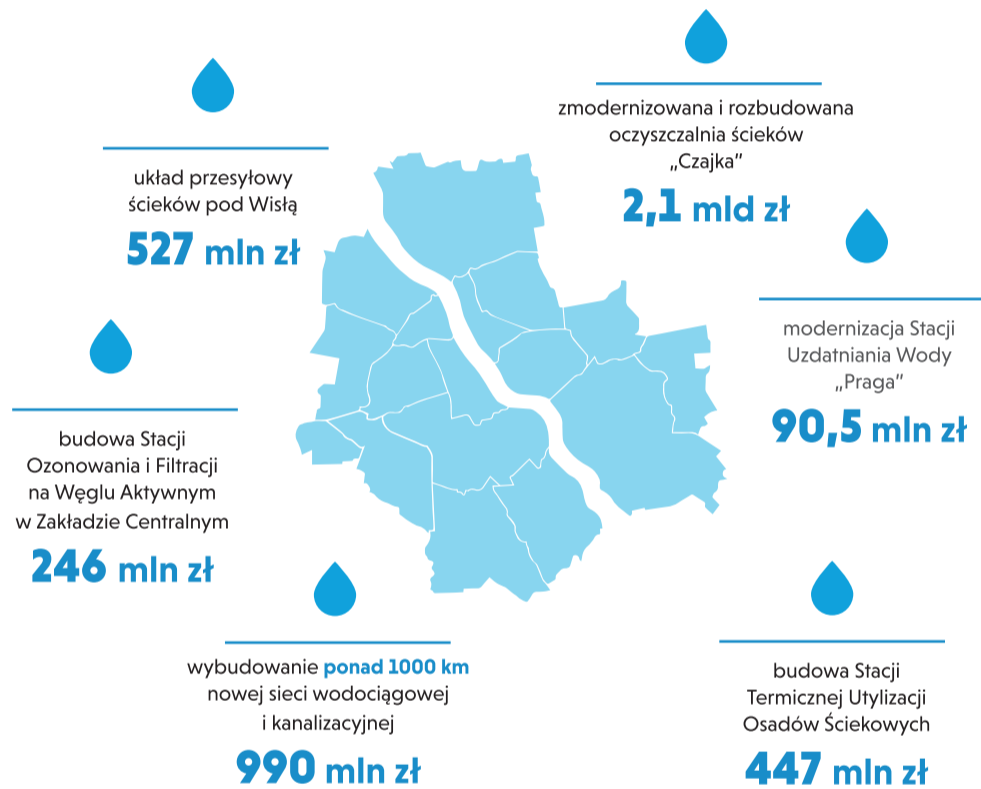 zmodernizowana i rozbudowana
oczyszczalnia ścieków
„Czajka”
2,1 mld zł
układ przesyłowy
ścieków pod Wisłą
527 mln zł
modernizacja Stacji
Uzdatniania Wody
„Praga”
90,5 mln zł
budowa Stacji
Ozonowania i Filtracji
na Węglu Aktywnym
w Zakładzie Centralnym
246 mln zł
wybudowanie ponad 1000 km
nowej sieci wodociągowej
i kanalizacyjnej
990 mln zł
budowa Stacji
Termicznej Utylizacji
Osadów Ściekowych
447 mln zł